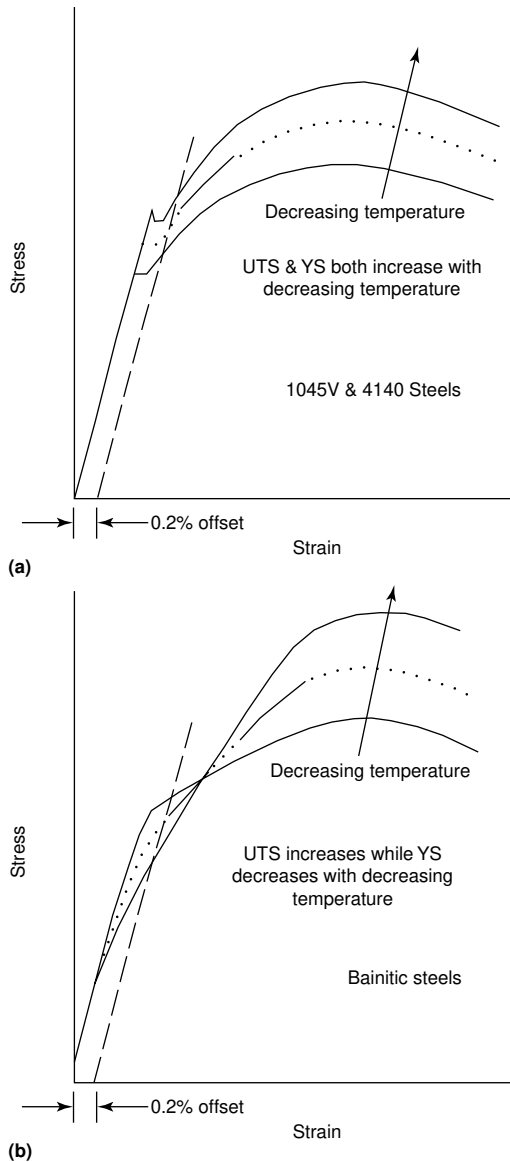 Stress
Decreasing temperature
UTS & YS both increase with
decreasing temperature
1045V & 4140 Steels
0.2% offset
Strain
(a)
Stress
Decreasing temperature
UTS increases while YS
decreases with decreasing
temperature
Bainitic steels
0.2% offset
Strain
(b)